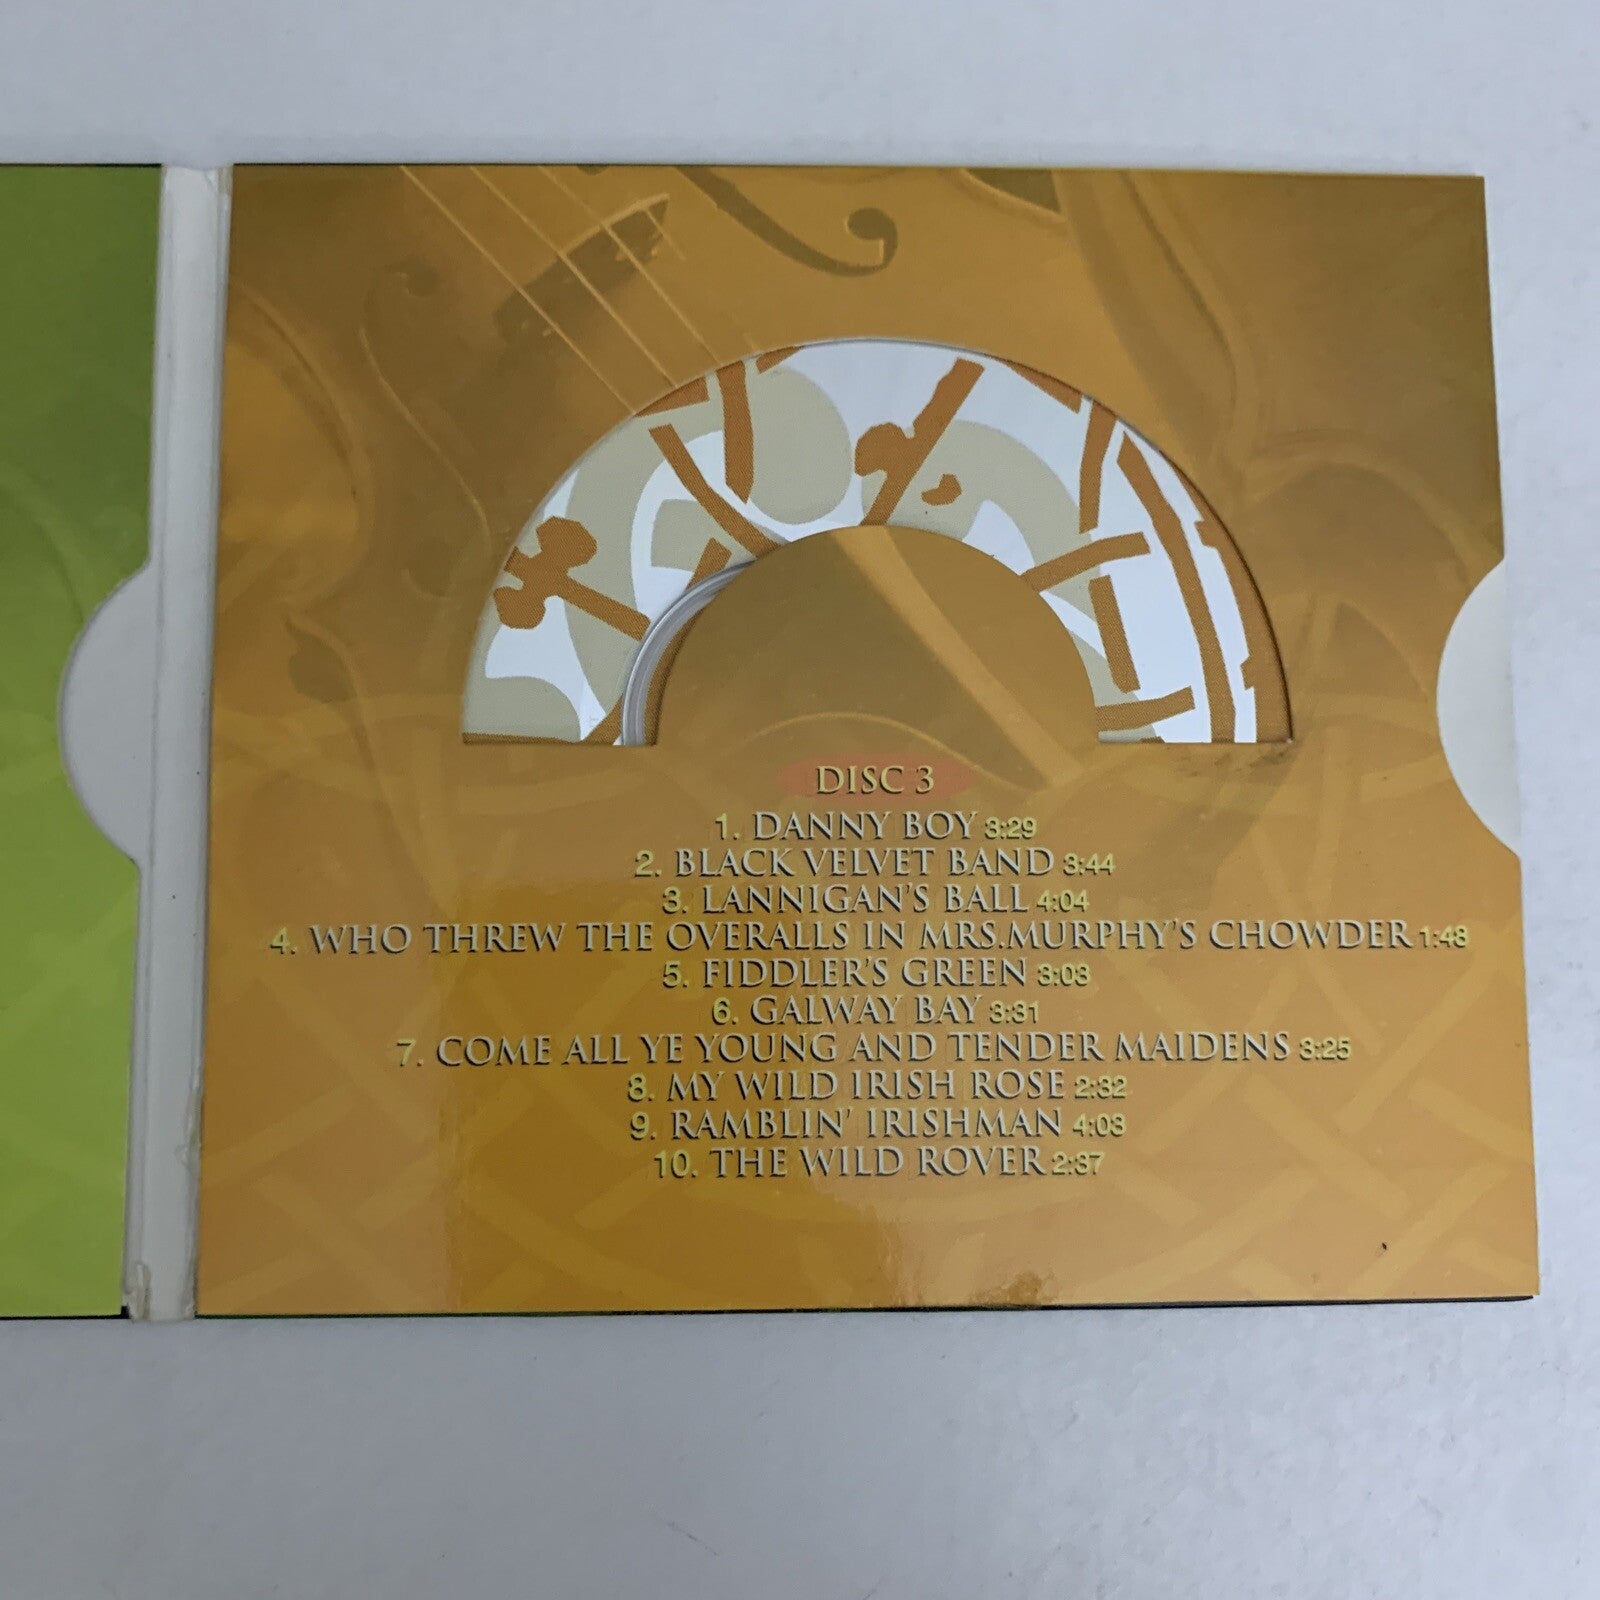 DISC 3
1. DANNY BOY 3:29
2. BLACK VELVET BAND 3:44
3. LANNIGAN'S BALL 4:04
4. WHO THREW THE OVERALLS IN MRS.MURPHY'S CHOWDER 1:48
5. FIDDLER'S GREEN 3:03
6. GALWAY BAY 3:31
7. COME ALL YE YOUNG AND TENDER MAIDENS 3:25
8. MY WILD IRISH ROSE 2:32
9. RAMBLIN' IRISHMAN 4:03
10. THE WILD ROVER 2:37